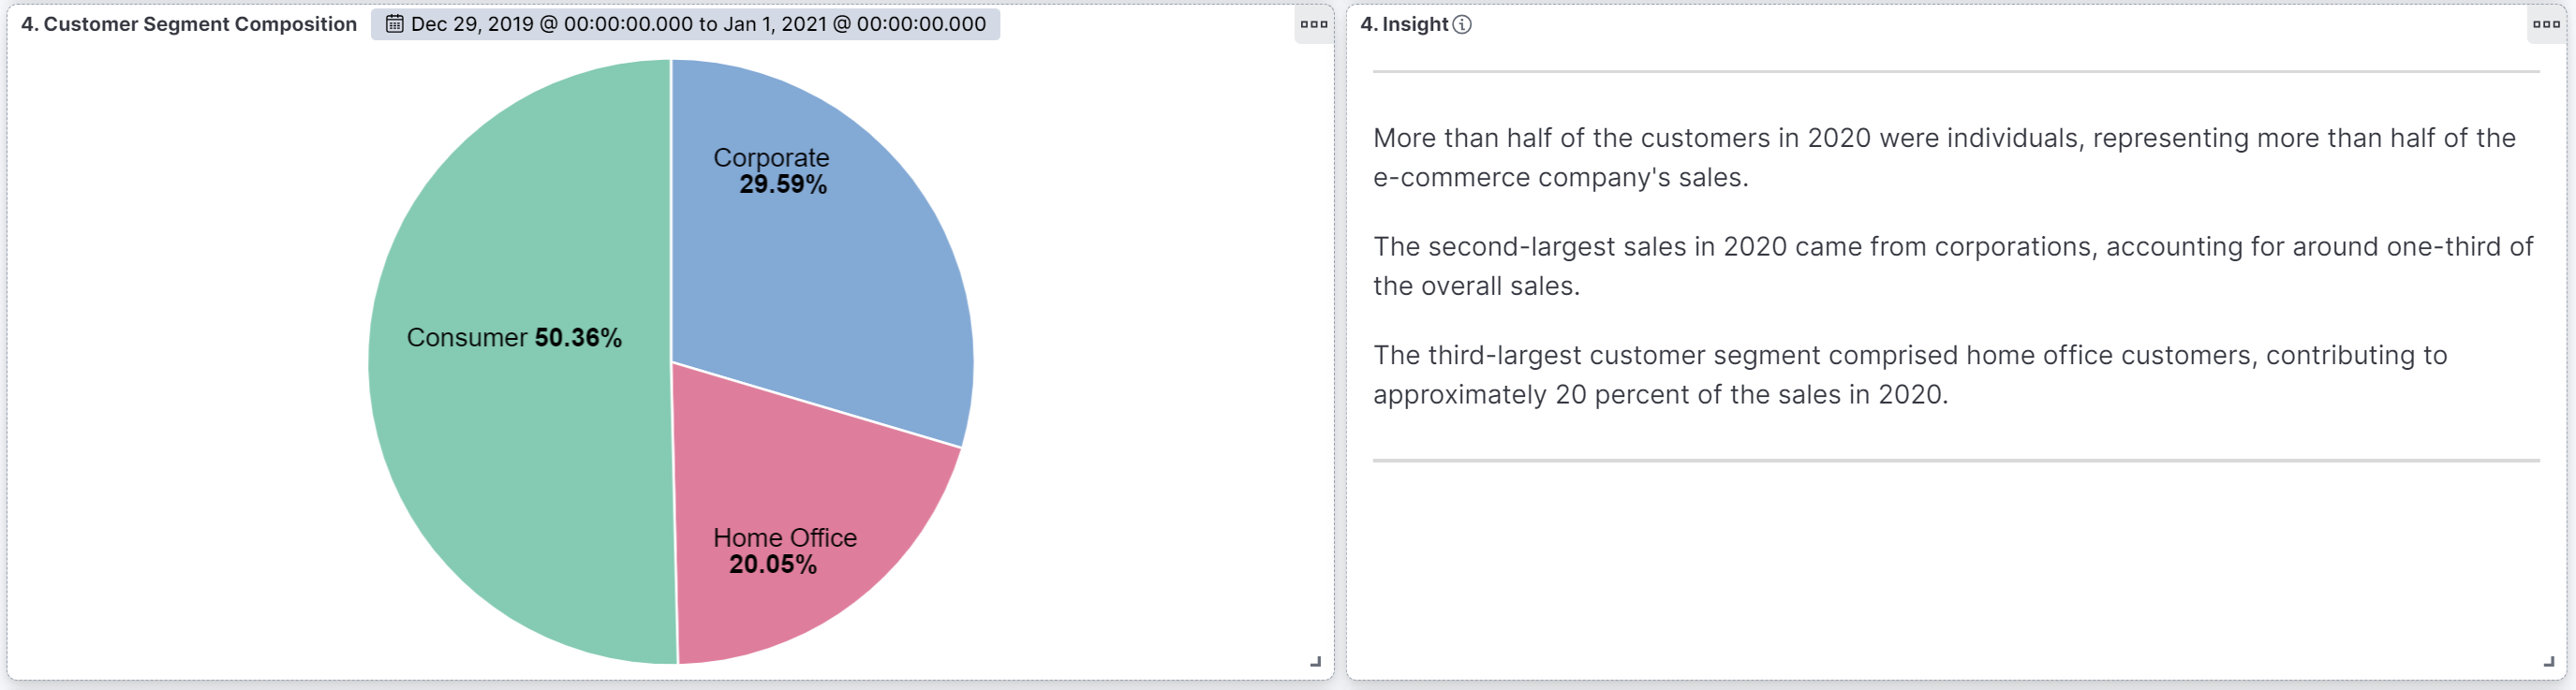 4. Customer Segment Composition
Dec 29, 2019 @ 00:00:00.000 to Jan 1, 2021 @ 00:00:00.000
Corporate
29.59%
Consumer 50.36%
Home Office
20.05%
4. Insight
More than half of the customers in 2020 were individuals, representing more than half of the
e-commerce company's sales.
The second-largest sales in 2020 came from corporations, accounting for around one-third of
the overall sales.
The third-largest customer segment comprised home office customers, contributing to
approximately 20 percent of the sales in 2020.